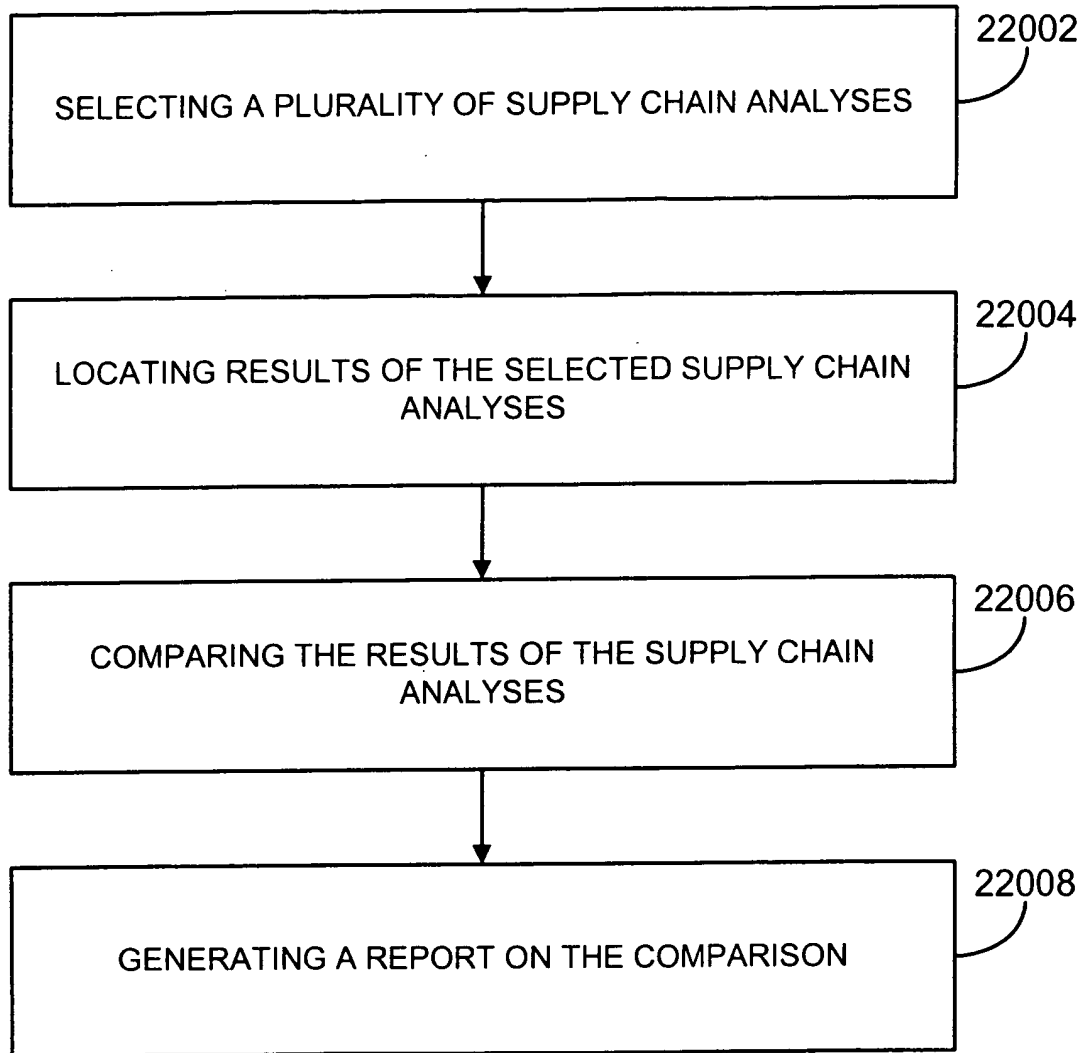 22002
SELECTING A PLURALITY OF SUPPLY CHAIN ANALYSES
22004
LOCATING RESULTS OF THE SELECTED SUPPLY CHAIN
ANALYSES
22006
COMPARING THE RESULTS OF THE SUPPLY CHAIN
ANALYSES
22008
GENERATING A REPORT ON THE COMPARISON